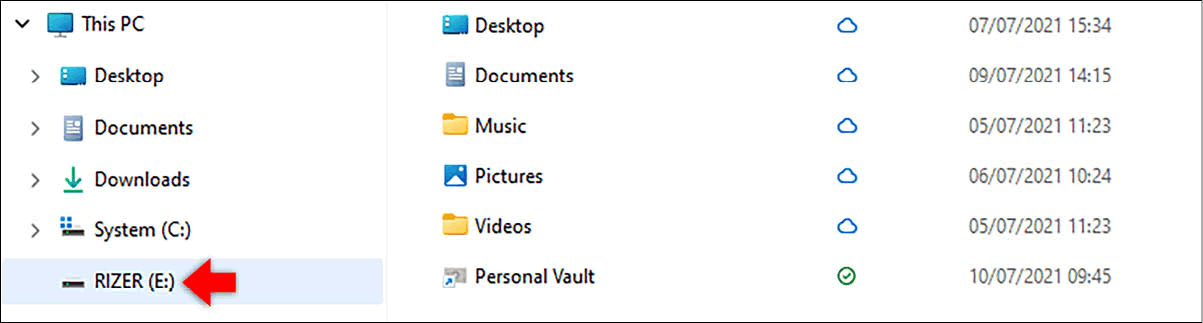 This PC
Desktop
Documents
Downloads
System (C:)
RIZER (E:)
Desktop 07/07/2021 15:34
Documents 09/07/2021 14:15
Music 05/07/2021 11:23
Pictures 06/07/2021 10:24
Videos 05/07/2021 11:23
Personal Vault 10/07/2021 09:45